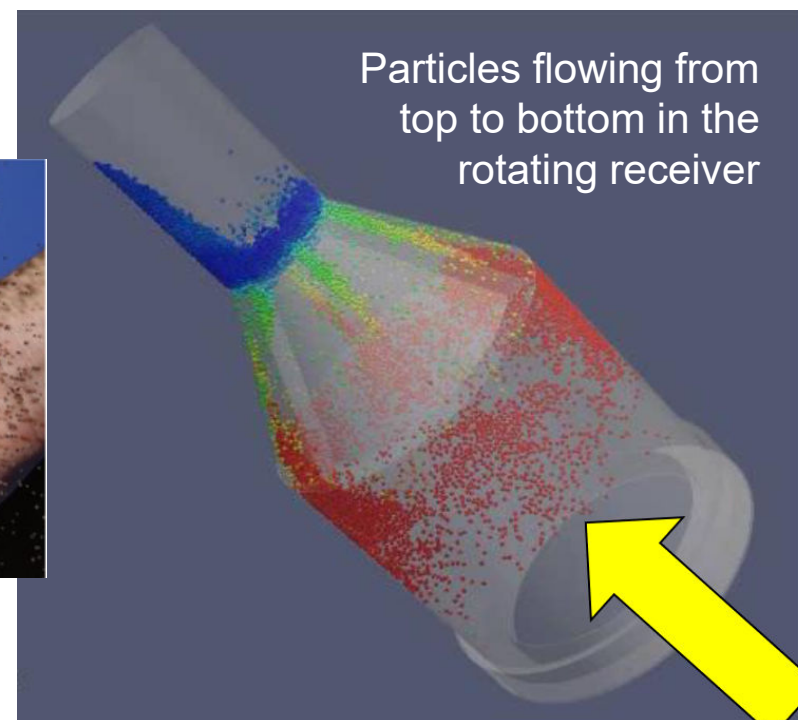 Particles flowing from
top to bottom in the
rotating receiver